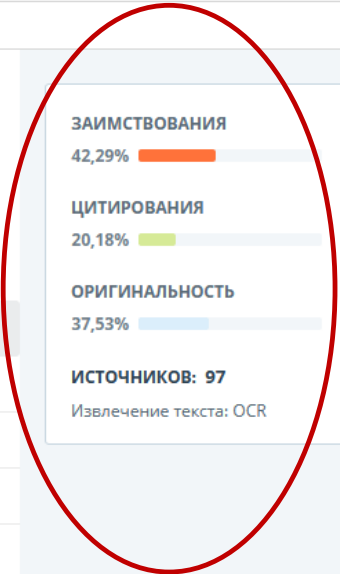 ЗАИМСТВОВАНИЯ
42,29%
ЦИТИРОВАНИЯ
20,18%
ОРИГИНАЛЬНОСТЬ
37,53%
ИСТОЧНИКОВ: 97
Извлечение текста: OCR